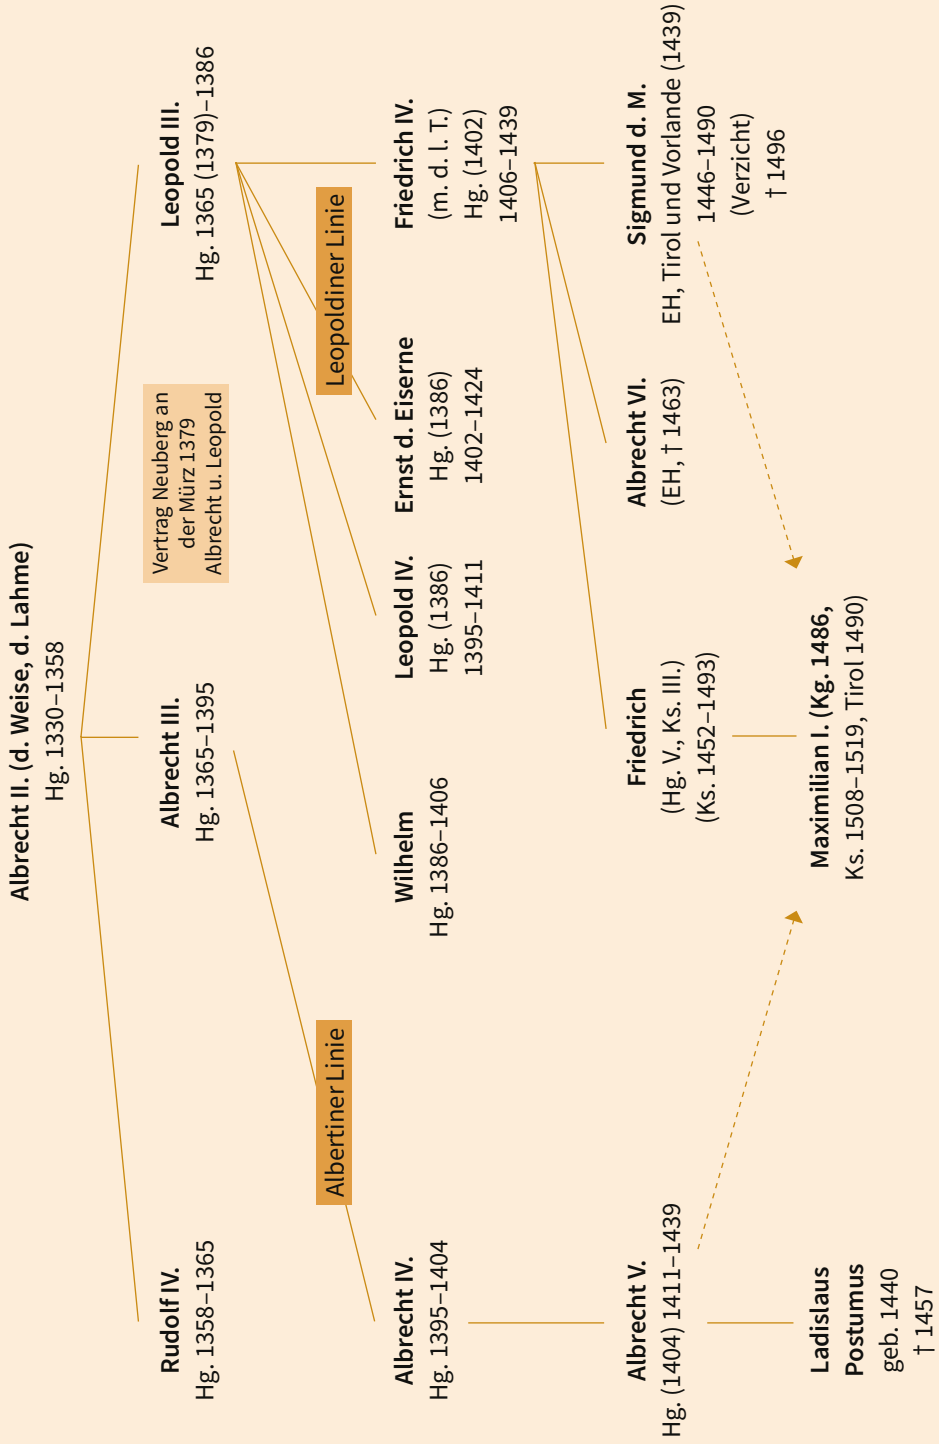 Albrecht II. (d. Weise, d. Lahme)
Hg. 1330–1358
Rudolf IV.
Hg. 1358–1365
Albrecht III.
Hg. 1365–1395
Vertrag Neuberg an
der Mürz 1379
Albrecht u. Leopold
Leopold III.
Hg. 1365 (1379)–1386
Albertiner Linie
Leopoldiner Linie
Albrecht IV.
Hg. 1395–1404
Wilhelm
Hg. 1386–1406
Leopold IV.
Hg. (1386)
1395–1411
Ernst d. Eiserne
Hg. (1386)
1402–1424
Friedrich IV.
(m. d. l. T.)
Hg. (1402)
1406–1439
Albrecht V.
Hg. (1404) 1411–1439
Friedrich
(Hg. V., Ks. III.)
(Ks. 1452–1493)
Albrecht VI.
(EH, † 1463)
Sigmund d. M.
EH, Tirol und Vorlande (1439)
1446–1490
(Verzicht)
† 1496
Ladislaus
Postumus
geb. 1440
† 1457
Maximilian I. (Kg. 1486,
Ks. 1508–1519, Tirol 1490)